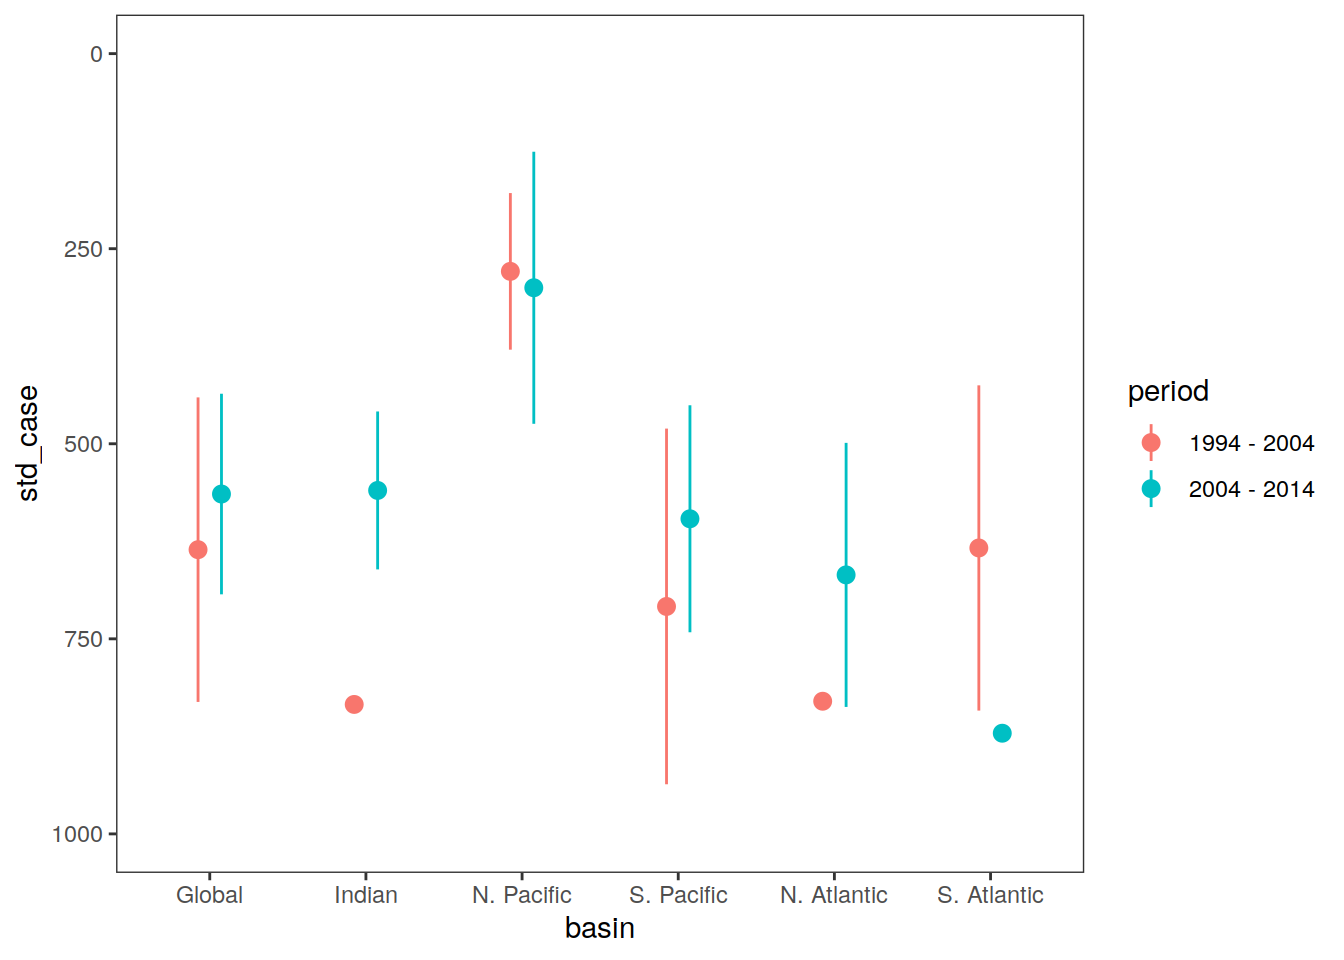 0
250
500
750
1000
std_case
Global Indian N. Pacific S. Pacific N. Atlantic S. Atlantic
basin
period
1994 - 2004
2004 - 2014